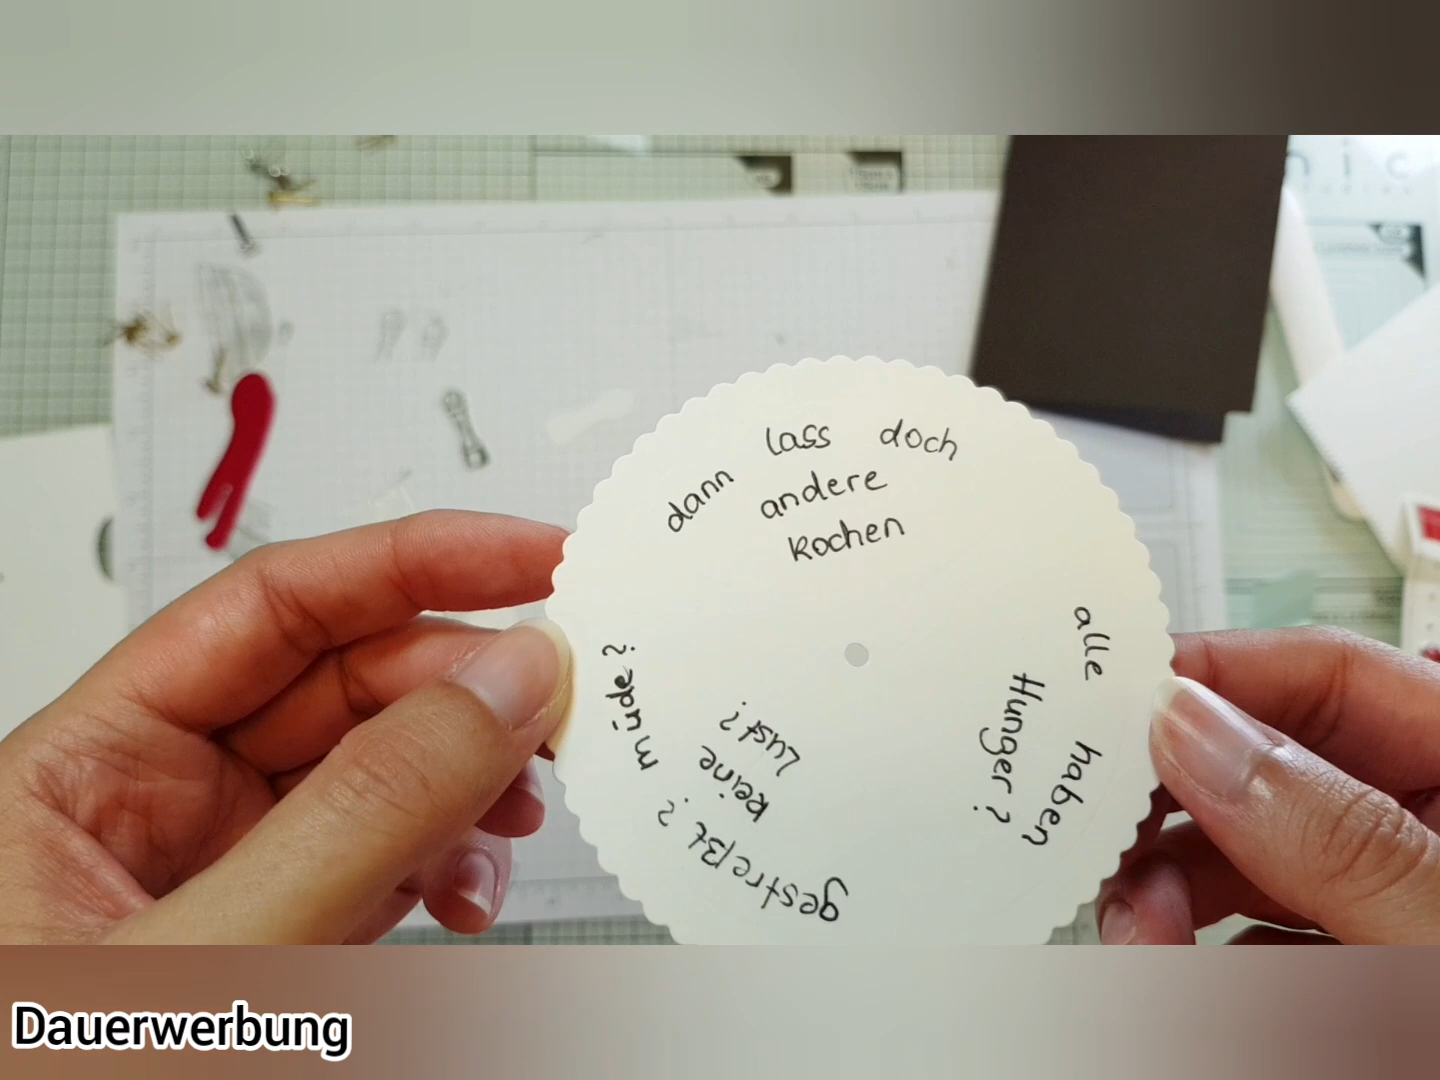 dann lass doch
andere
kochen
alle haben
Hunger?
gestreßt? müde?
keine
Lust?
Dauerwerbung